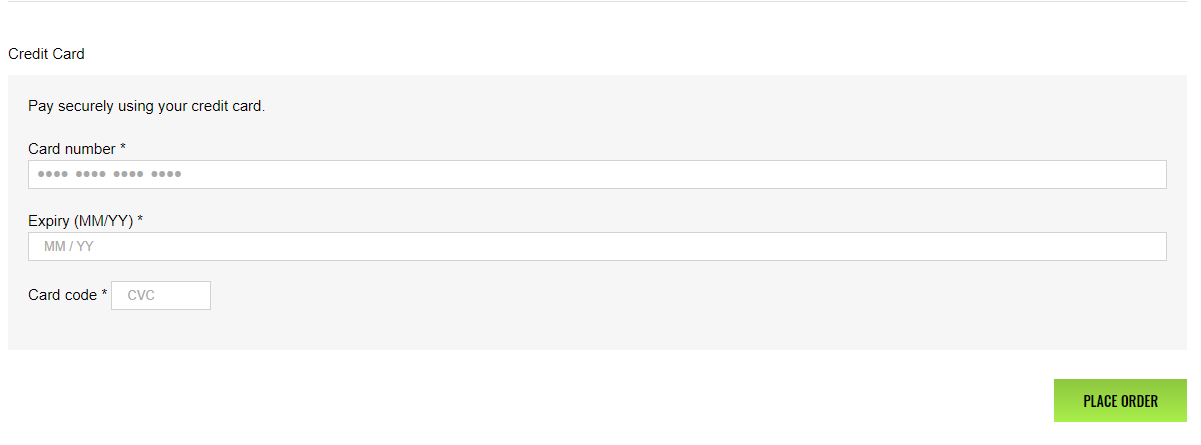 Credit Card
Pay securely using your credit card.
Card number *
•••• •••• •••• ••••
Expiry (MM/YY) *
MM / YY
Card code * CVC
PLACE ORDER